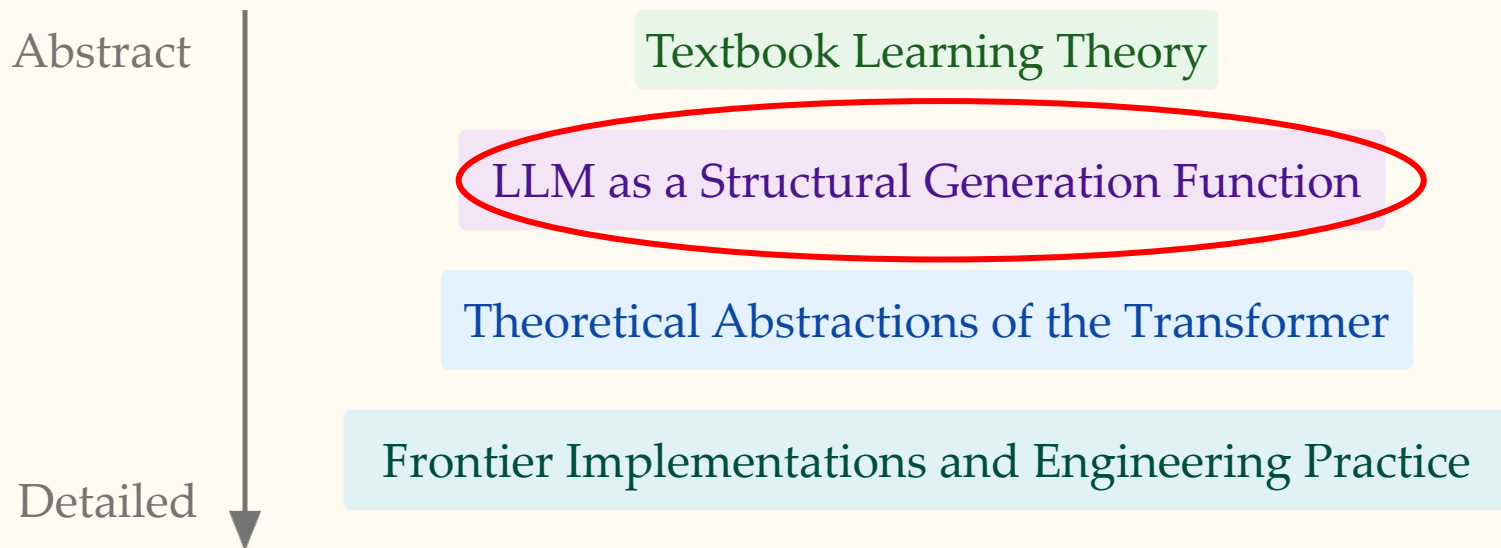 Abstract
Textbook Learning Theory
LLM as a Structural Generation Function
Theoretical Abstractions of the Transformer
Frontier Implementations and Engineering Practice
Detailed